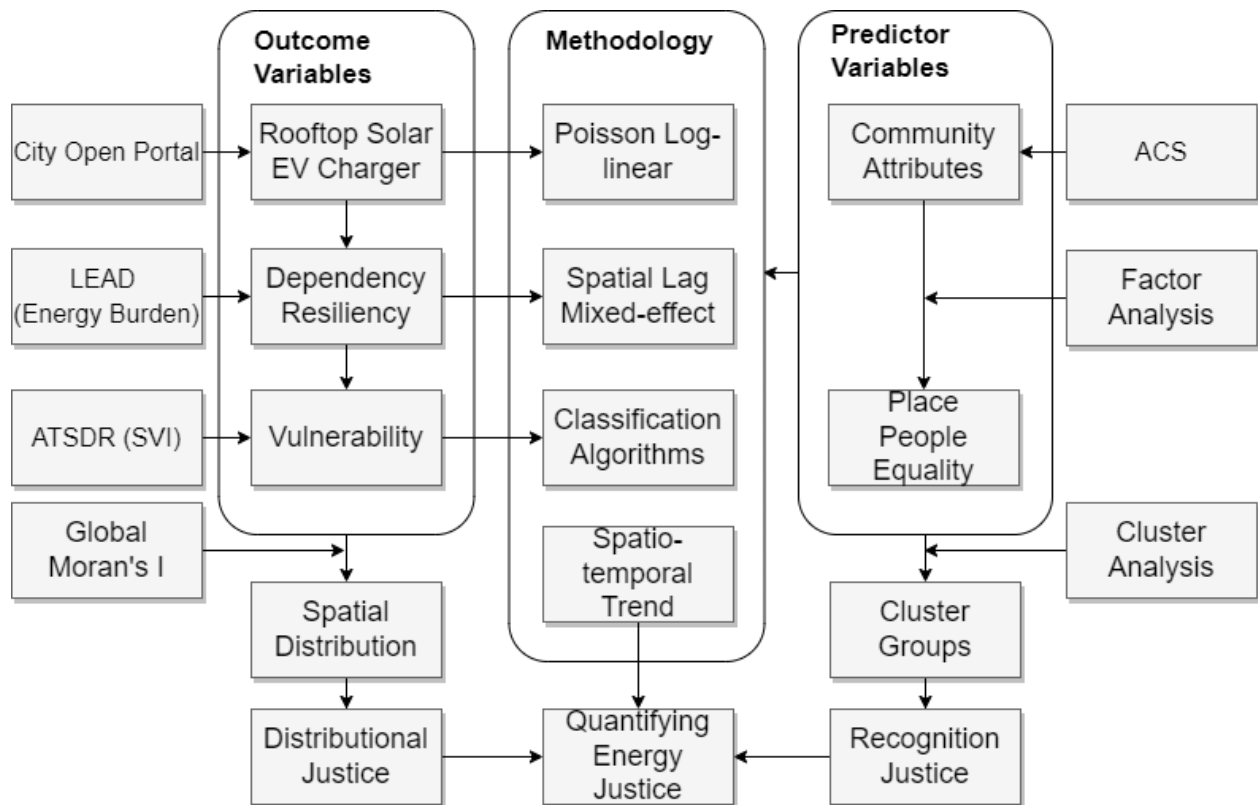 Outcome
Variables
Methodology
Predictor
Variables
City Open Portal
Rooftop Solar
EV Charger
Poisson Log-
linear
Community
Attributes
ACS
LEAD
(Energy Burden)
Dependency
Resiliency
Spatial Lag
Mixed-effect
Factor
Analysis
ATSDR (SVI)
Vulnerability
Classification
Algorithms
Place
People
Equality
Global
Moran's I
Spatio-
temporal
Trend
Cluster
Analysis
Spatial
Distribution
Cluster
Groups
Distributional
Justice
Quantifying
Energy
Justice
Recognition
Justice